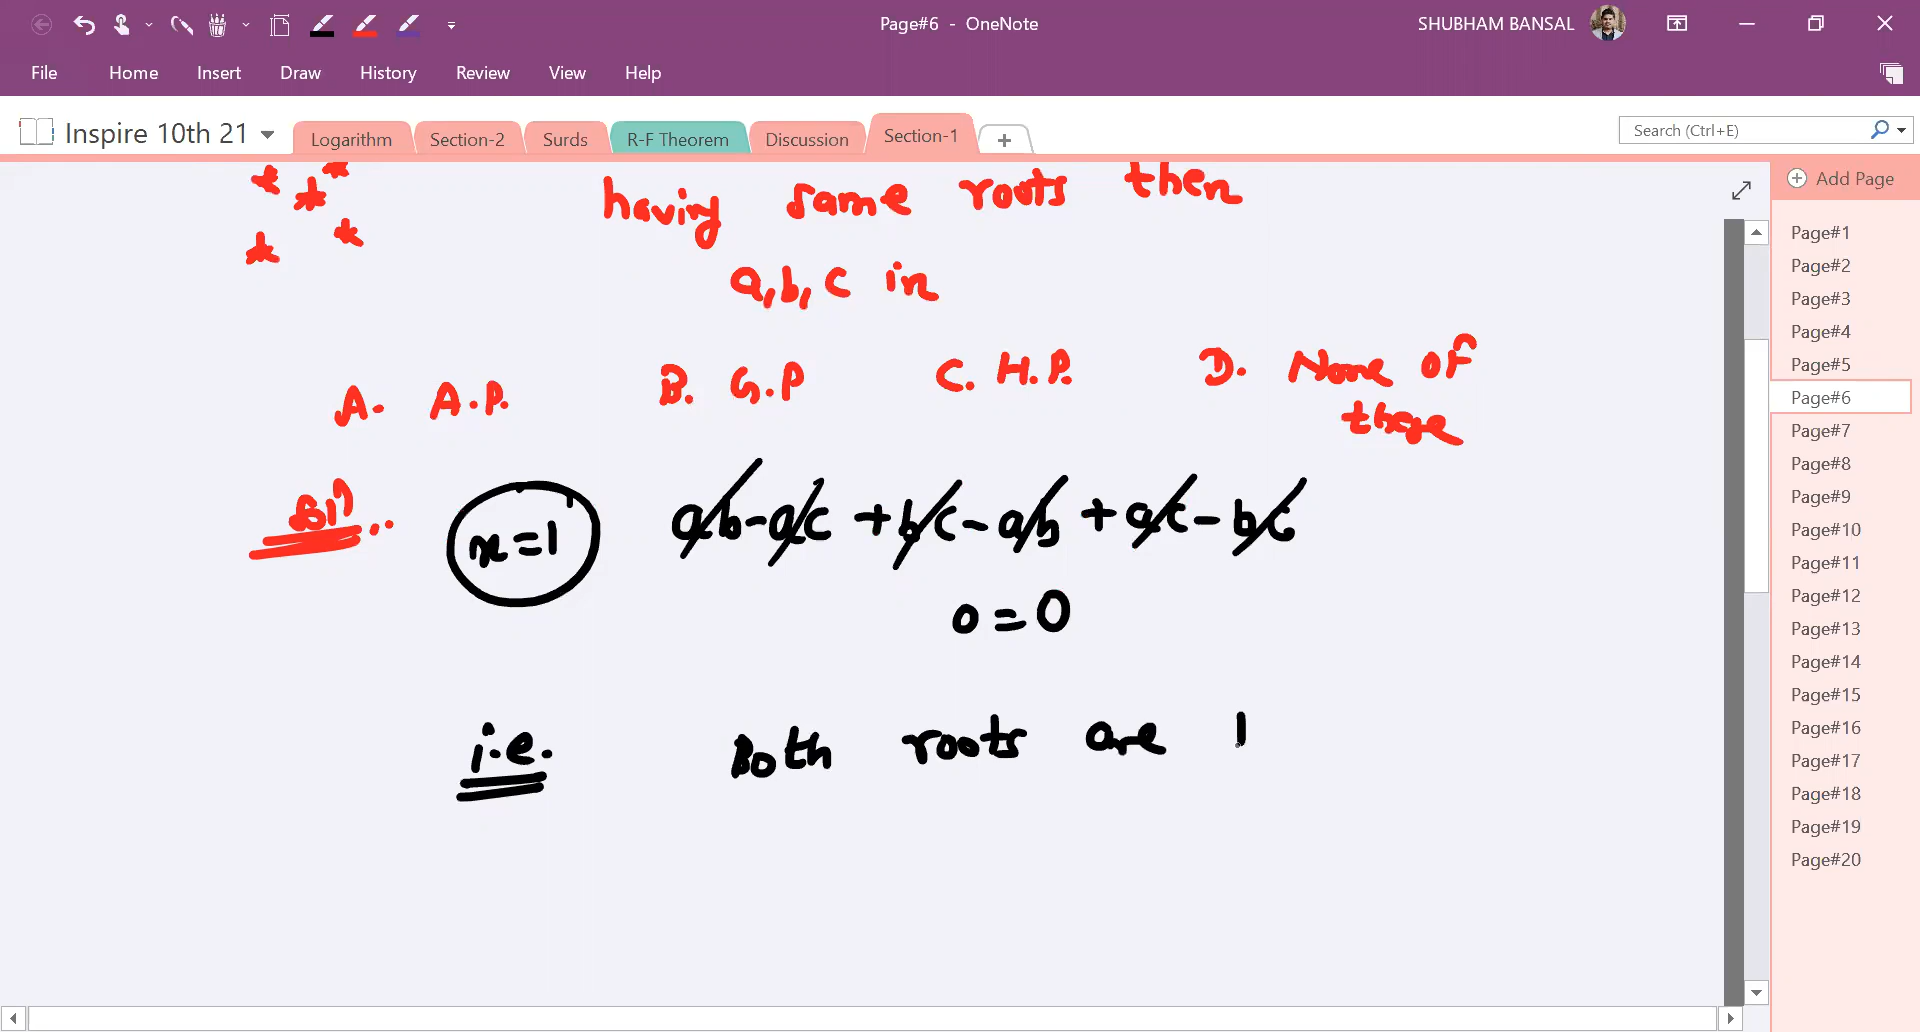 Page#6 - OneNote
SHUBHAM BANSAL
File Home Insert Draw History Review View Help
Inspire 10th 21
Logarithm Section-2 Surds R-F Theorem Discussion Section-1
Search (Ctrl+E)
Add Page
having same roots then
a, b, c in
A. A.P. B. G.P C. H.P. D. None of
these
Sol^n..
x=1 ab-ac+bc-ab+ac-bc
0=0
i.e. Both roots are 1
Page#1
Page#2
Page#3
Page#4
Page#5
Page#6
Page#7
Page#8
Page#9
Page#10
Page#11
Page#12
Page#13
Page#14
Page#15
Page#16
Page#17
Page#18
Page#19
Page#20